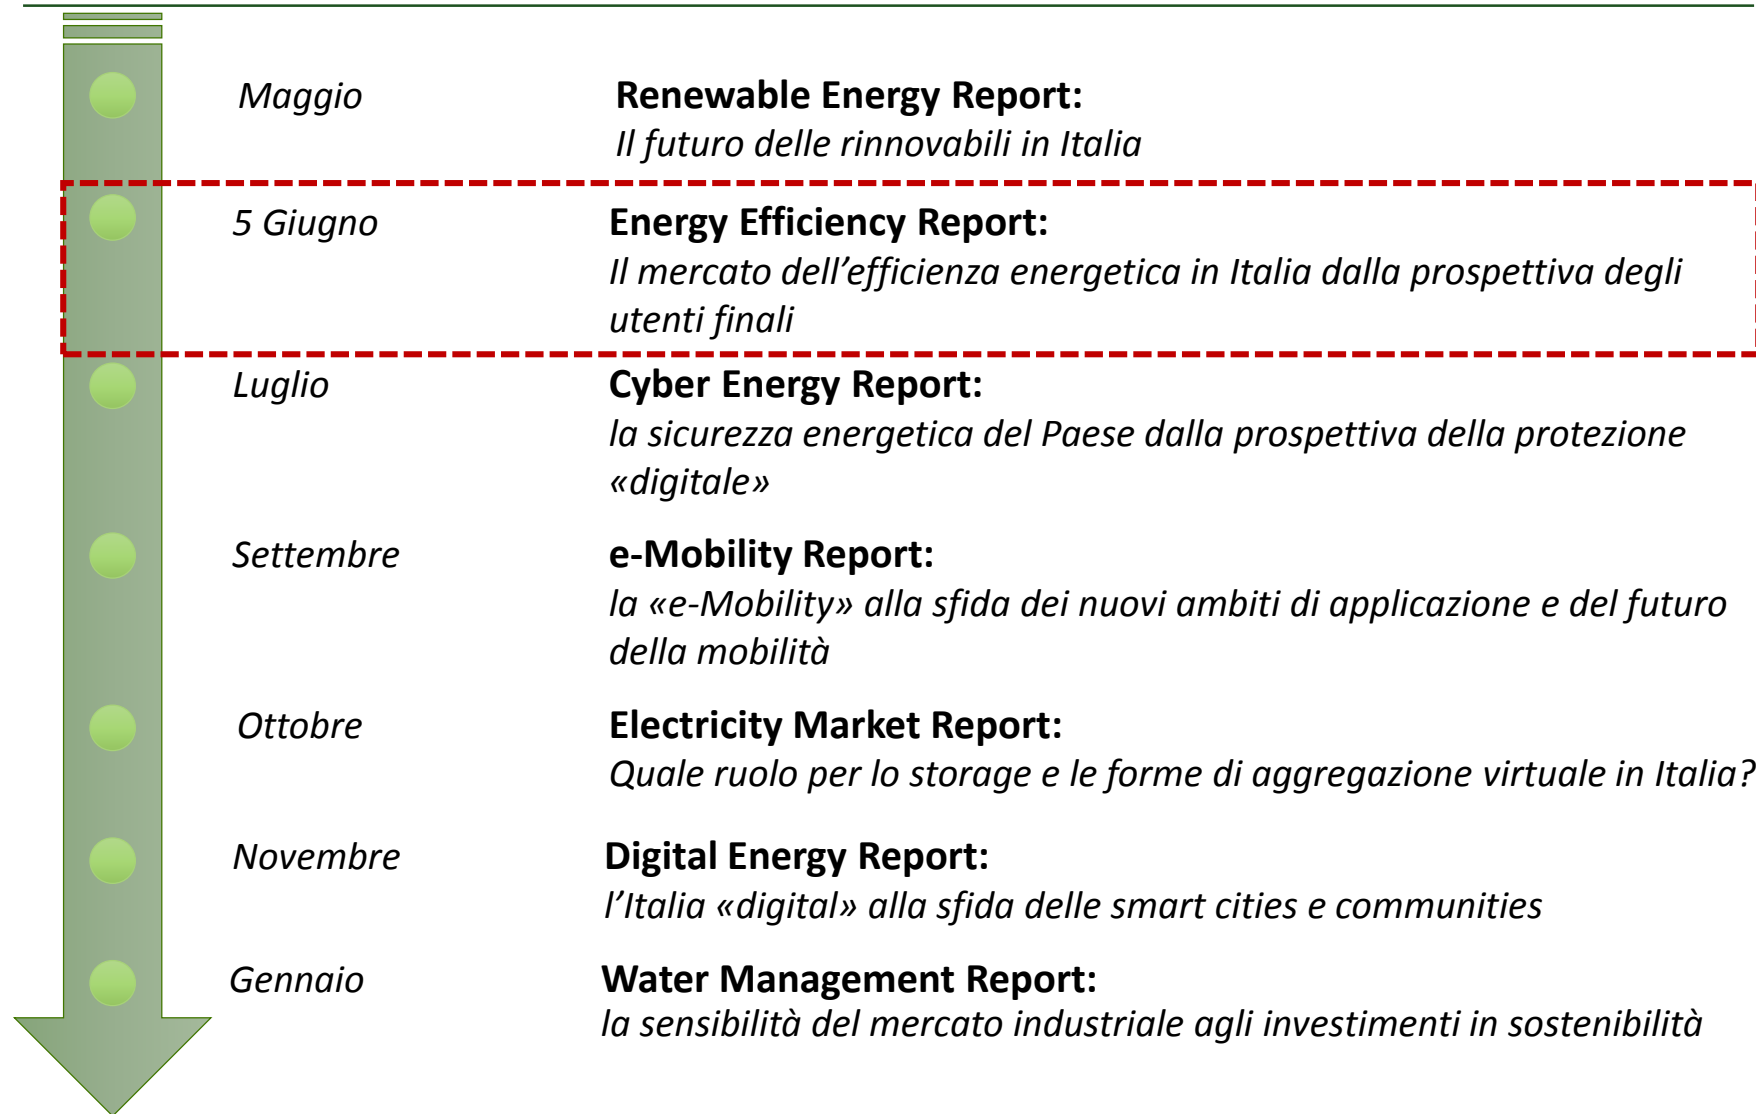 Maggio
Renewable Energy Report:
Il futuro delle rinnovabili in Italia
5 Giugno
Energy Efficiency Report:
Il mercato dell’efficienza energetica in Italia dalla prospettiva degli
utenti finali
Luglio
Cyber Energy Report:
la sicurezza energetica del Paese dalla prospettiva della protezione
«digitale»
Settembre
e-Mobility Report:
la «e-Mobility» alla sfida dei nuovi ambiti di applicazione e del futuro
della mobilità
Ottobre
Electricity Market Report:
Quale ruolo per lo storage e le forme di aggregazione virtuale in Italia?
Novembre
Digital Energy Report:
l’Italia «digital» alla sfida delle smart cities e communities
Gennaio
Water Management Report:
la sensibilità del mercato industriale agli investimenti in sostenibilità